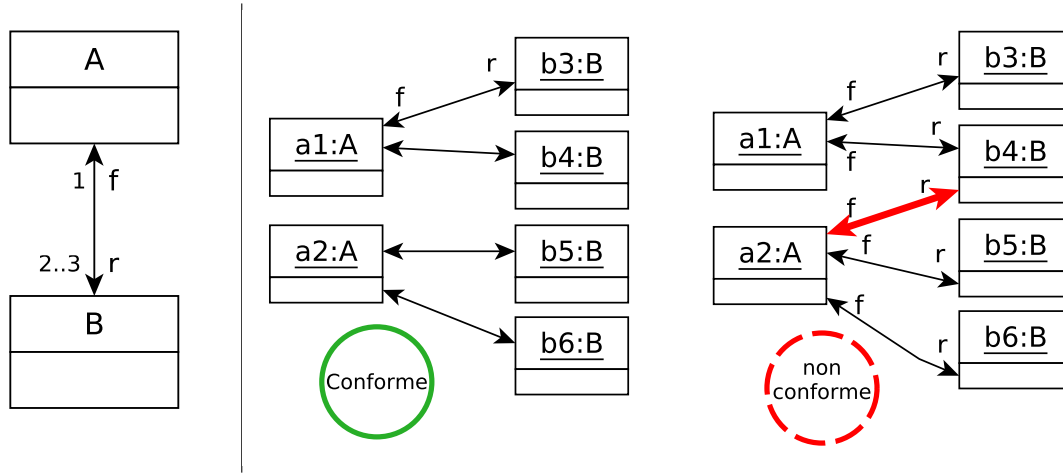 A
1
f
2..3
r
B
a1:A
f
r
b3:B
b4:B
a2:A
b5:B
b6:B
Conforme
a1:A
f
r
b3:B
f
r
b4:B
a2:A
f
r
f
r
b5:B
f
r
b6:B
non
conforme